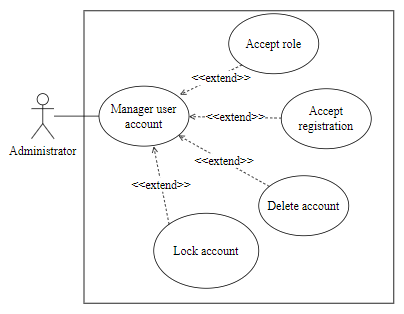 Accept role
<<extend>>
Manager user
account
<<extend>>
Accept
registration
Administrator
<<extend>>
<<extend>>
Delete account
Lock account